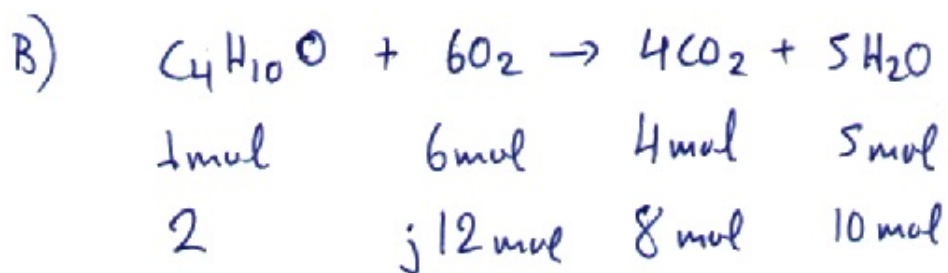 B) C₄H₁₀O + 6O₂ → 4CO₂ + 5H₂O
1mol 6mol 4mol 5mol
2 ; 12mol 8mol 10mol